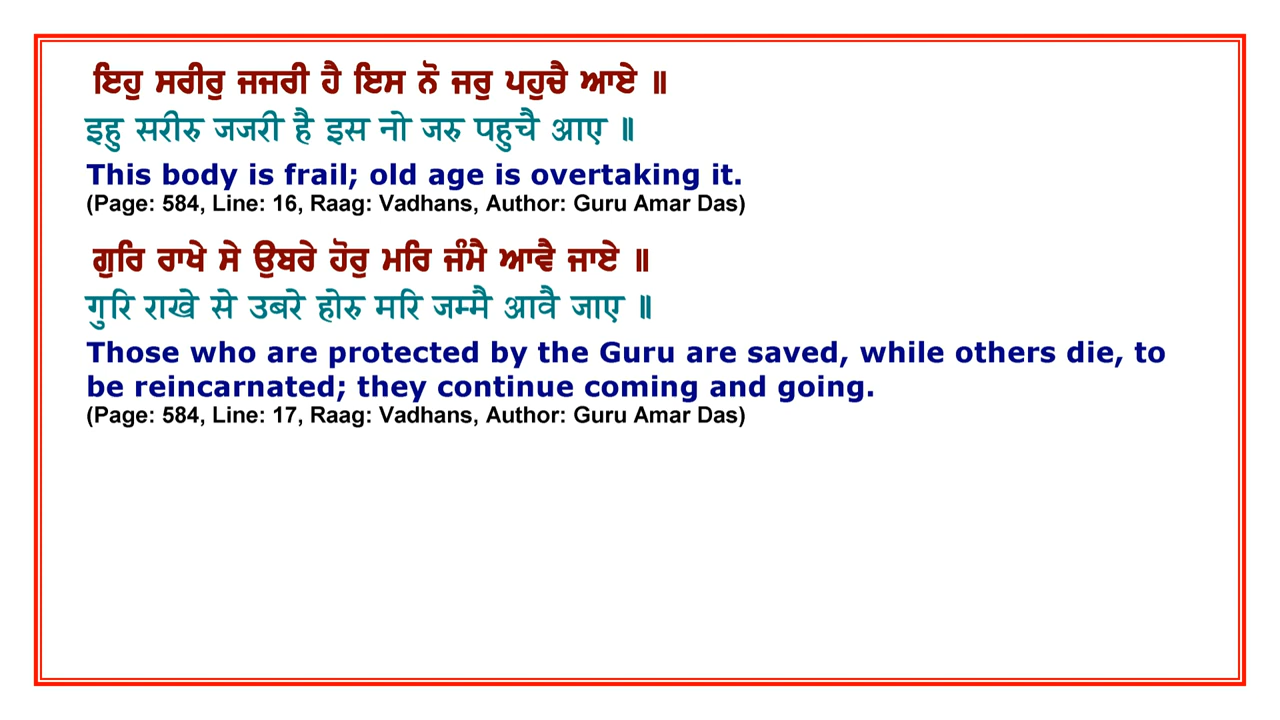 ਇਹੁ ਸਰੀਰੁ ਜਜਰੀ ਹੈ ਇਸ ਨੋ ਜਰੁ ਪਹੁਚੈ ਆਏ ॥
इहु सरीरु जजरी है इस नो जरु पहुचै आए ॥
This body is frail; old age is overtaking it.
(Page: 584, Line: 16, Raag: Vadhans, Author: Guru Amar Das)
ਗੁਰਿ ਰਾਖੇ ਸੇ ਉਬਰੇ ਹੋਰੁ ਮਰਿ ਜੰਮੈ ਆਵੈ ਜਾਏ ॥
गुरि राखे से उबरे होरु मरि जम्मै आवै जाए ॥
Those who are protected by the Guru are saved, while others die, to
be reincarnated; they continue coming and going.
(Page: 584, Line: 17, Raag: Vadhans, Author: Guru Amar Das)